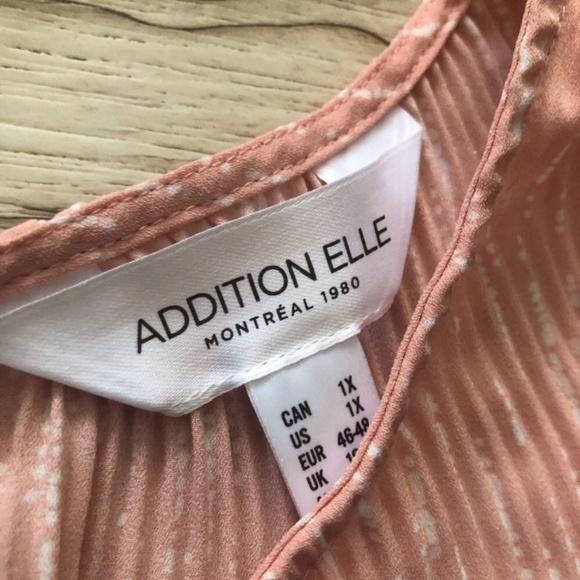 ADDITION ELLE
MONTRÉAL 1980
CAN 1X
US 1X
EUR 46-48
UK